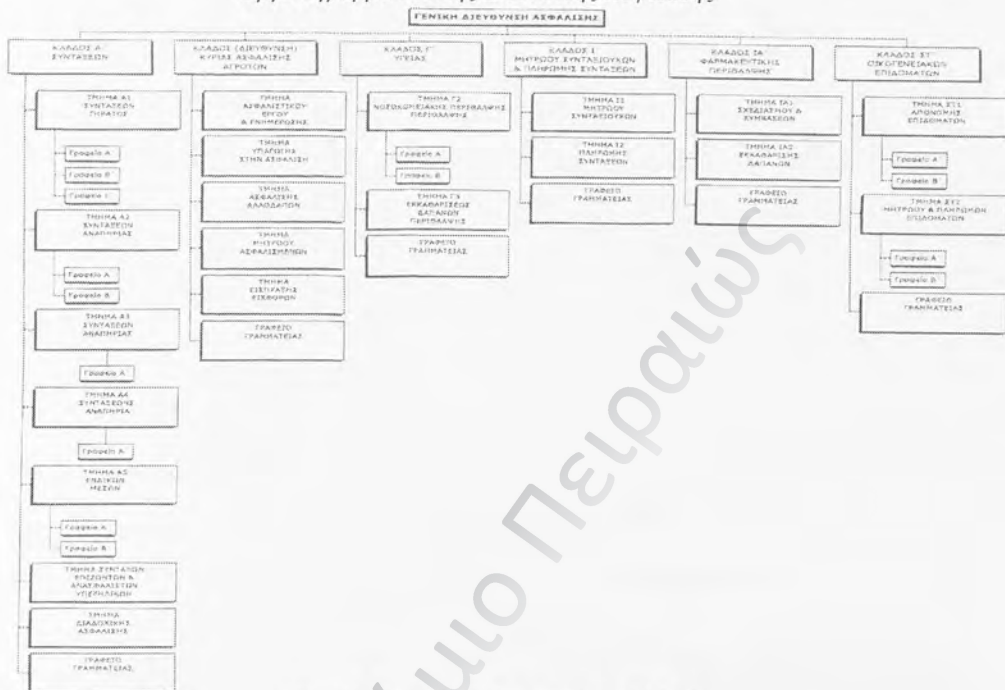 ΓΕΝΙΚΗ ΔΙΕΥΘΥΝΣΗ ΑΣΦΑΛΙΣΗΣ
ΚΛΑΔΟΣ Α'
ΣΥΝΤΑΞΕΩΝ
ΤΜΗΜΑ Α1
ΣΥΝΤΑΞΕΩΝ
ΓΗΡΑΤΟΣ
Γραφείο Α'
Γραφείο Β'
Γραφείο Γ'
ΤΜΗΜΑ Α2
ΣΥΝΤΑΞΕΩΝ
ΑΝΑΠΗΡΙΑΣ
Γραφείο Α'
Γραφείο Β'
ΤΜΗΜΑ Α3
ΣΥΝΤΑΞΕΩΝ
ΑΝΑΠΗΡΙΑΣ
Γραφείο Α'
ΤΜΗΜΑ Α4
ΣΥΝΤΑΞΕΩΣ
ΑΝΑΠΗΡΙΑ
Γραφείο Α'
ΤΜΗΜΑ Α5
ΕΝΔΙΚΩΝ
ΜΕΣΩΝ
Γραφείο Α'
Γραφείο Β'
ΤΜΗΜΑ ΣΥΝΤΑΞΕΩΝ
ΕΠΙΖΩΝΤΩΝ &
ΑΝΑΣΦΑΛΙΣΤΩΝ
ΥΠΕΡΗΛΙΚΩΝ
ΤΜΗΜΑ
ΔΙΑΔΟΧΙΚΗΣ
ΑΣΦΑΛΙΣΗΣ
ΓΡΑΦΕΙΟ
ΓΡΑΜΜΑΤΕΙΑΣ
ΚΛΑΔΟΣ (ΔΙΕΥΘΥΝΣΗ)
ΚΥΡΙΑΣ ΑΣΦΑΛΙΣΗΣ
ΑΓΡΟΤΩΝ
ΤΜΗΜΑ
ΑΣΦΑΛΙΣΤΙΚΟΥ
ΕΡΓΟΥ
& ΕΝΗΜΕΡΩΣΗΣ
ΤΜΗΜΑ
ΥΠΑΓΩΓΗΣ
ΣΤΗΝ ΑΣΦΑΛΙΣΗ
ΤΜΗΜΑ
ΑΣΦΑΛΙΣΗΣ
ΑΛΛΟΔΑΠΩΝ
ΤΜΗΜΑ
ΜΗΤΡΩΟΥ
ΑΣΦΑΛΙΣΜΕΝΩΝ
ΤΜΗΜΑ
ΕΙΣΠΡΑΞΗΣ
ΕΙΣΦΟΡΩΝ
ΓΡΑΦΕΙΟ
ΓΡΑΜΜΑΤΕΙΑΣ
ΚΛΑΔΟΣ Γ'
ΥΓΕΙΑΣ
ΤΜΗΜΑ Γ2
ΝΟΣΟΚΟΜΕΙΑΚΗΣ ΠΕΡΙΘΑΛΨΗΣ
ΠΕΡΙΘΑΛΨΗΣ
Γραφείο Α'
Γραφείο Β'
ΤΜΗΜΑ Γ3
ΕΚΚΑΘΑΡΙΣΕΩΣ
ΔΑΠΑΝΩΝ
ΠΕΡΙΘΑΛΨΗΣ
ΓΡΑΦΕΙΟ
ΓΡΑΜΜΑΤΕΙΑΣ
ΚΛΑΔΟΣ Ι'
ΜΗΤΡΩΟΥ ΣΥΝΤΑΞΙΟΥΧΩΝ
& ΠΛΗΡΩΜΗΣ ΣΥΝΤΑΞΕΩΝ
ΤΜΗΜΑ Ι1
ΜΗΤΡΩΟΥ
ΣΥΝΤΑΞΙΟΥΧΩΝ
ΤΜΗΜΑ Ι2
ΠΛΗΡΩΜΗΣ
ΣΥΝΤΑΞΕΩΝ
ΓΡΑΦΕΙΟ
ΓΡΑΜΜΑΤΕΙΑΣ
ΚΛΑΔΟΣ ΙΑ'
ΦΑΡΜΑΚΕΥΤΙΚΗΣ
ΠΕΡΙΘΑΛΨΗΣ
ΤΜΗΜΑ ΙΑ1
ΣΧΕΔΙΑΣΜΟΥ &
ΣΥΜΒΑΣΕΩΝ
ΤΜΗΜΑ ΙΑ2
ΕΚΚΑΘΑΡΙΣΗΣ
ΔΑΠΑΝΩΝ
ΓΡΑΦΕΙΟ
ΓΡΑΜΜΑΤΕΙΑΣ
ΚΛΑΔΟΣ ΣΤ'
ΟΙΚΟΓΕΝΕΙΑΚΩΝ
ΕΠΙΔΟΜΑΤΩΝ
ΤΜΗΜΑ ΣΤ1
ΑΠΟΝΟΜΗΣ
ΕΠΙΔΟΜΑΤΩΝ
Γραφείο Α'
Γραφείο Β'
ΤΜΗΜΑ ΣΤ2
ΜΗΤΡΩΟΥ & ΠΛΗΡΩΜΩΝ
ΕΠΙΔΟΜΑΤΩΝ
Γραφείο Α'
Γραφείο Β'
ΓΡΑΦΕΙΟ
ΓΡΑΜΜΑΤΕΙΑΣ
Πειραιώς